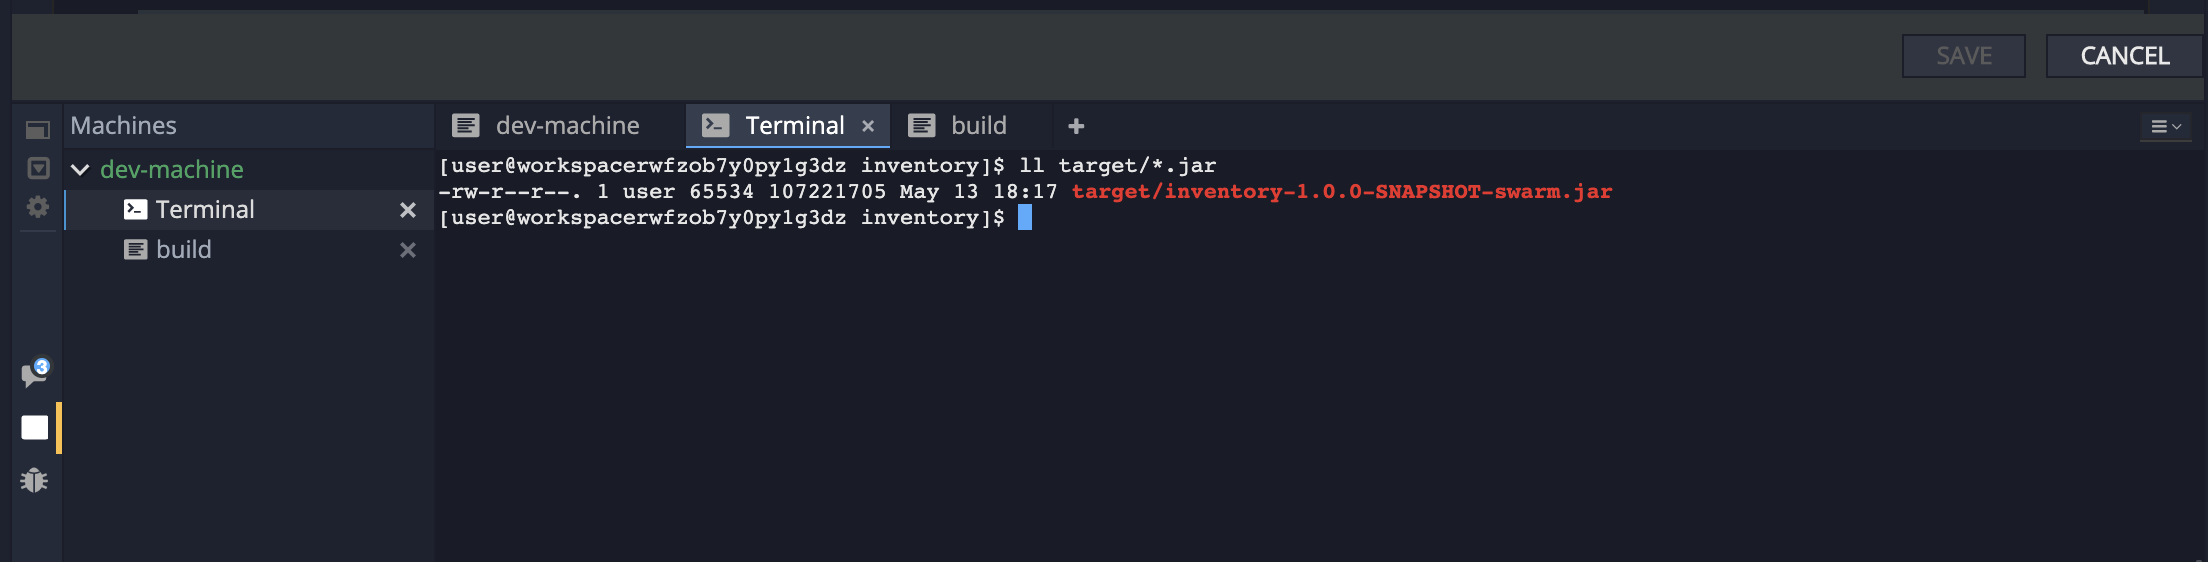 SAVE
CANCEL
Machines
dev-machine
Terminal
build
3
dev-machine
Terminal
build
[user@workspacerwfzob7y0py1g3dz inventory]$ ll target/*.jar
-rw-r--r--. 1 user 65534 107221705 May 13 18:17 target/inventory-1.0.0-SNAPSHOT-swarm.jar
[user@workspacerwfzob7y0py1g3dz inventory]$